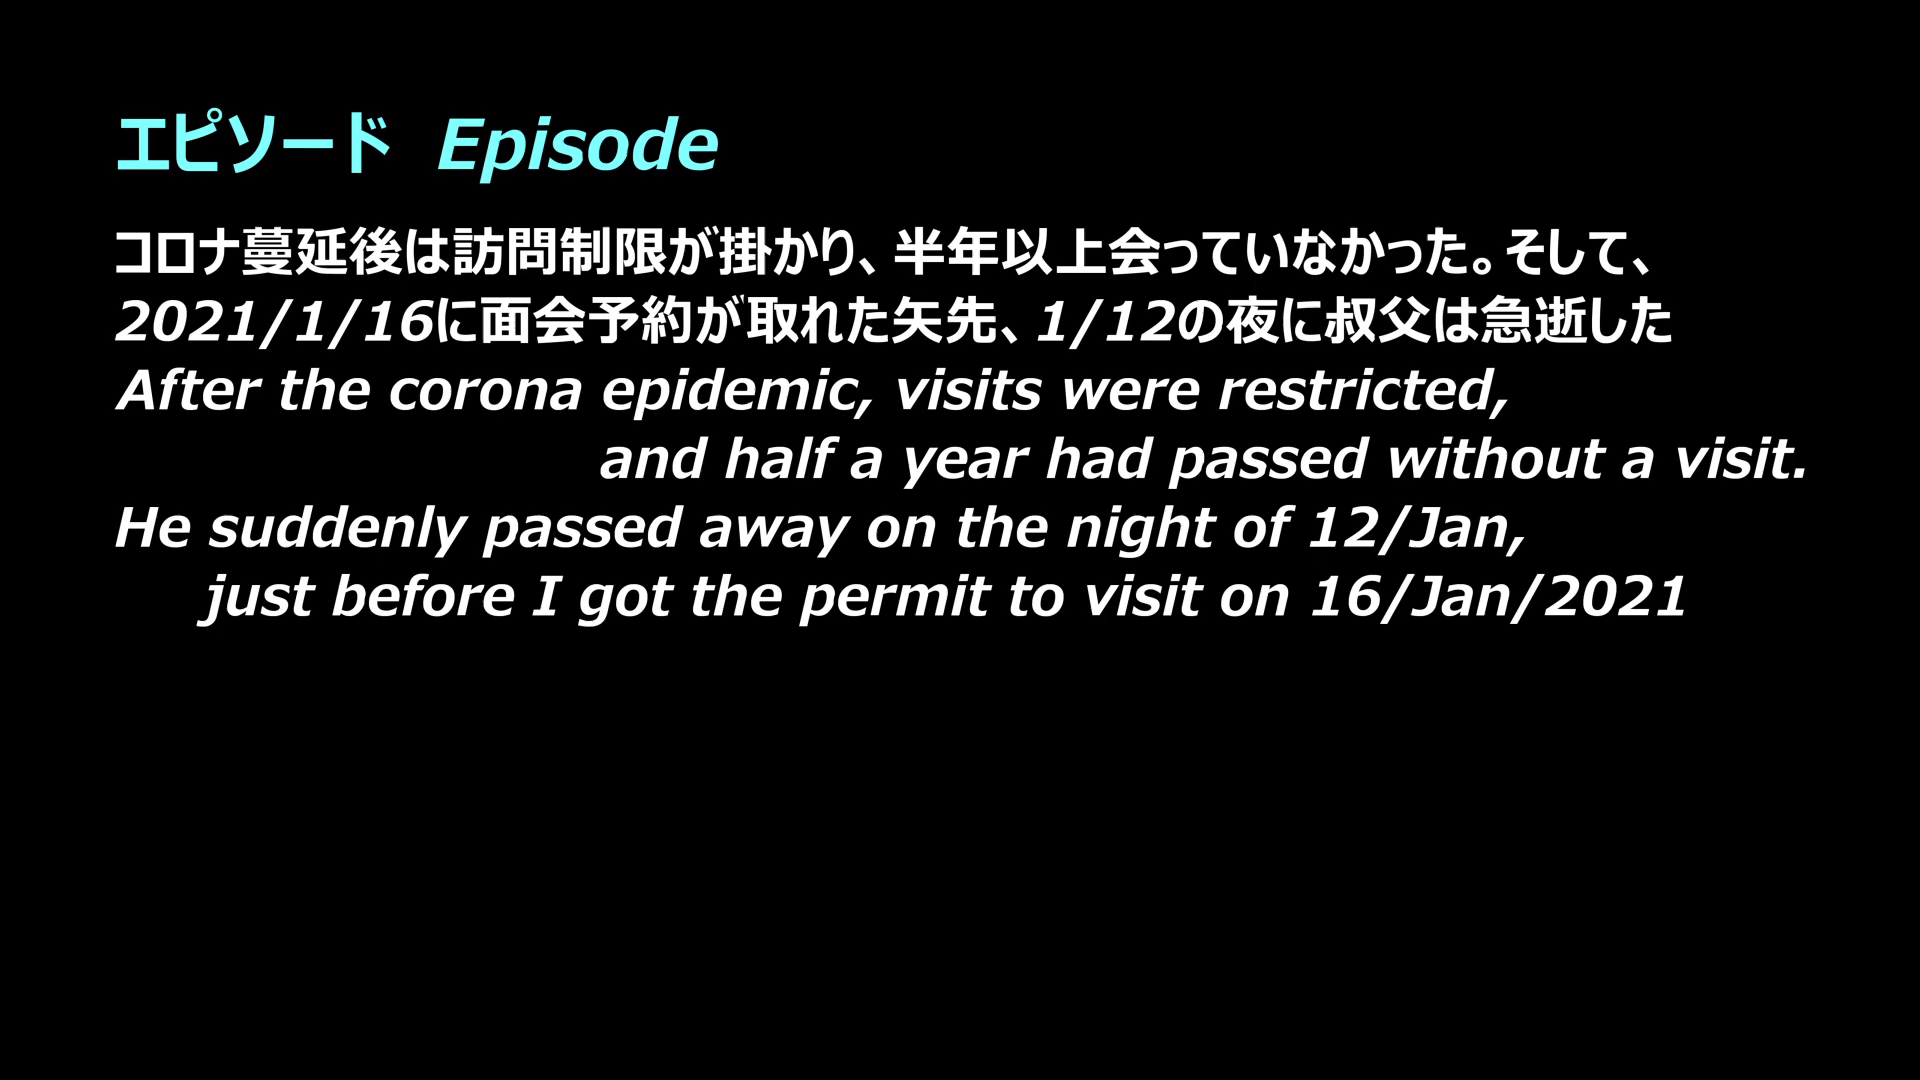 エピソード Episode
コロナ蔓延後は訪問制限が掛かり、半年以上会っていなかった。そして、
2021/1/16に面会予約が取れた矢先、1/12の夜に叔父は急逝した
After the corona epidemic, visits were restricted,
and half a year had passed without a visit.
He suddenly passed away on the night of 12/Jan,
just before I got the permit to visit on 16/Jan/2021